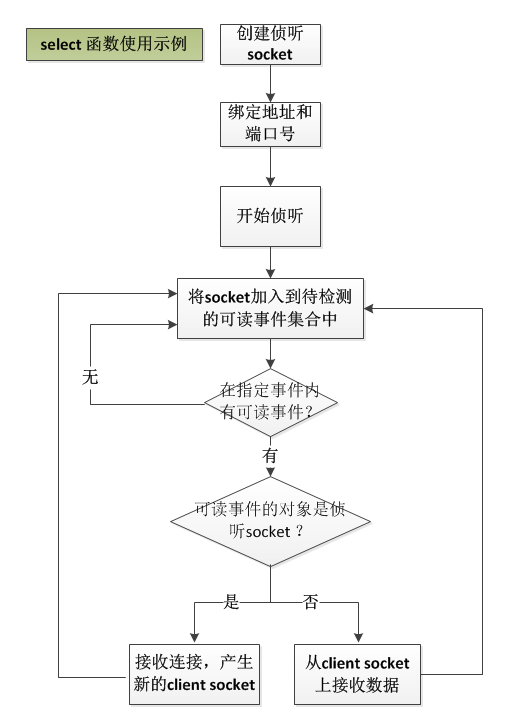 select 函数使用示例
创建侦听
socket
绑定地址和
端口号
开始侦听
将socket加入到待检测
的可读事件集合中
无
在指定事件内
有可读事件？
有
可读事件的对象是侦
听socket ？
是
否
接收连接，产生
新的client socket
从client socket
上接收数据